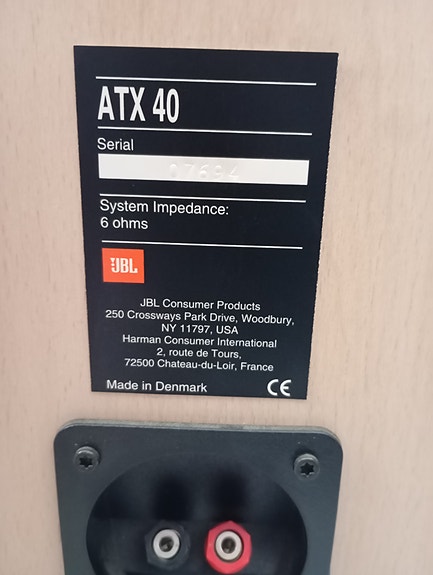 ATX 40
Serial
07694
System Impedance:
6 ohms
JBL
JBL Consumer Products
250 Crossways Park Drive, Woodbury,
NY 11797, USA
Harman Consumer International
2, route de Tours,
72500 Chateau-du-Loir, France
Made in Denmark CE